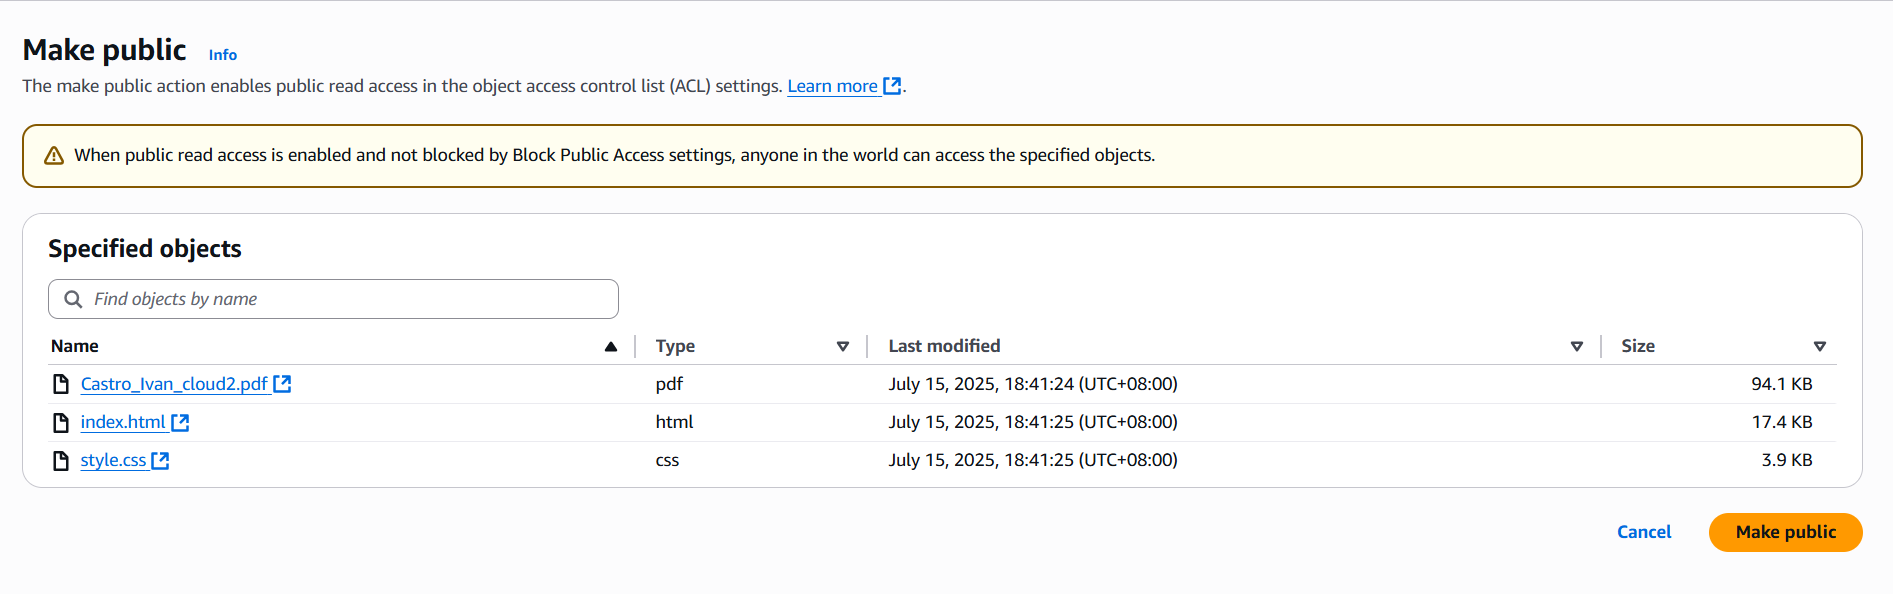 Make public Info
The make public action enables public read access in the object access control list (ACL) settings. Learn more.
When public read access is enabled and not blocked by Block Public Access settings, anyone in the world can access the specified objects.
Specified objects
Find objects by name
Name Type Last modified Size
Castro_Ivan_cloud2.pdf pdf July 15, 2025, 18:41:24 (UTC+08:00) 94.1 KB
index.html html July 15, 2025, 18:41:25 (UTC+08:00) 17.4 KB
style.css css July 15, 2025, 18:41:25 (UTC+08:00) 3.9 KB
Cancel Make public